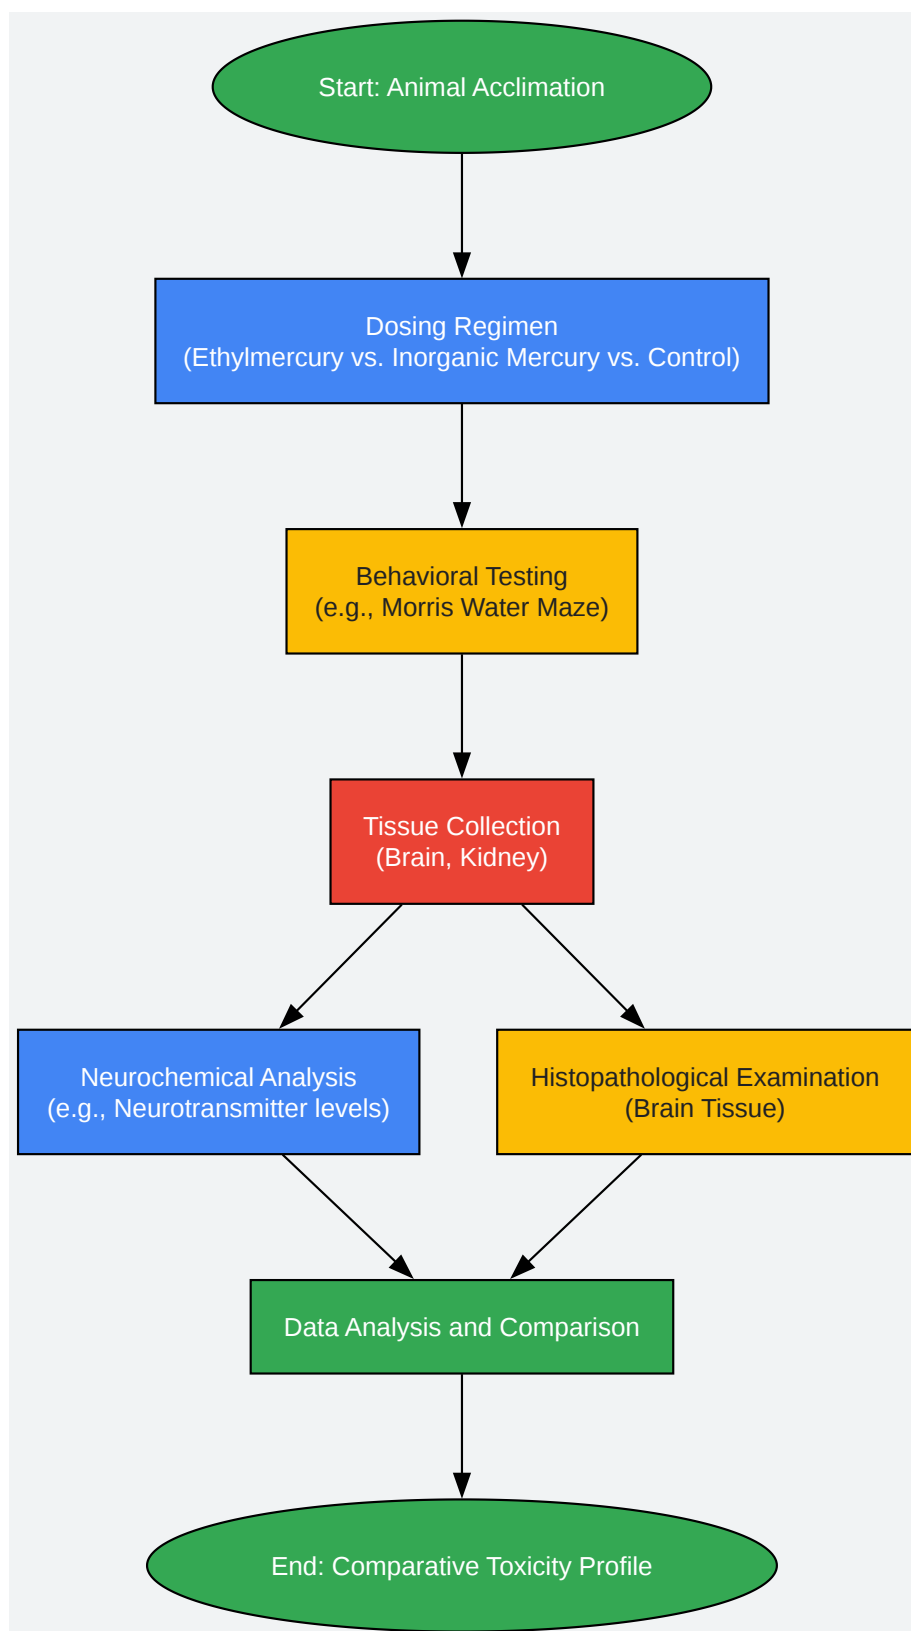 Start: Animal Acclimation
Dosing Regimen
(Ethylmercury vs. Inorganic Mercury vs. Control)
Behavioral Testing
(e.g., Morris Water Maze)
Tissue Collection
(Brain, Kidney)
Neurochemical Analysis
(e.g., Neurotransmitter levels)
Histopathological Examination
(Brain Tissue)
Data Analysis and Comparison
End: Comparative Toxicity Profile